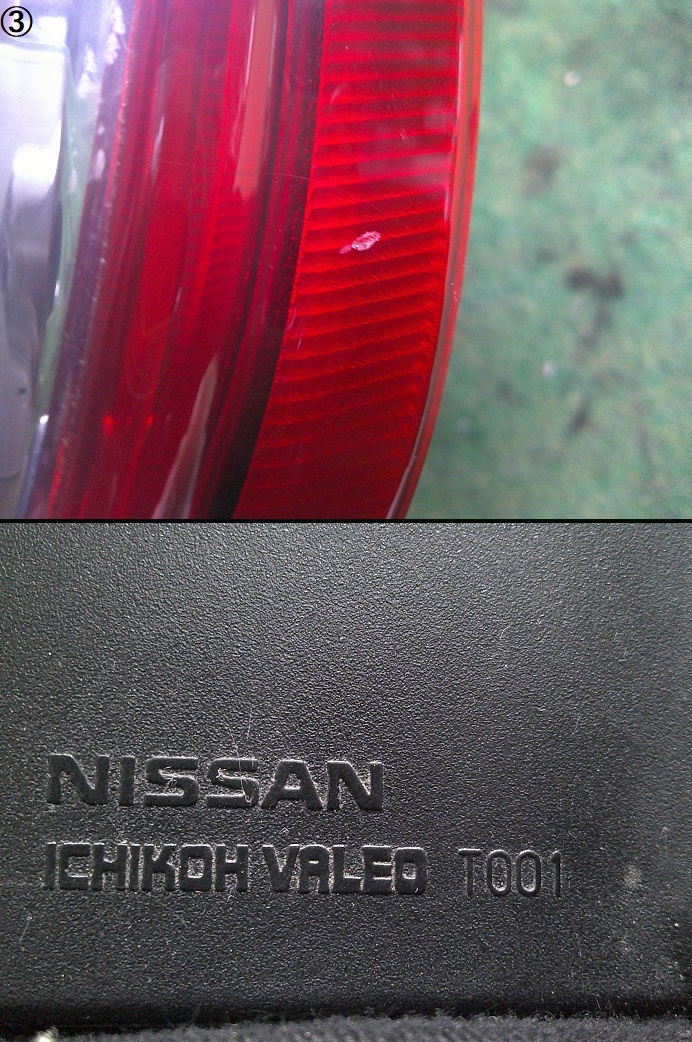 ③
NISSAN
ICHIKOH VALEO T001